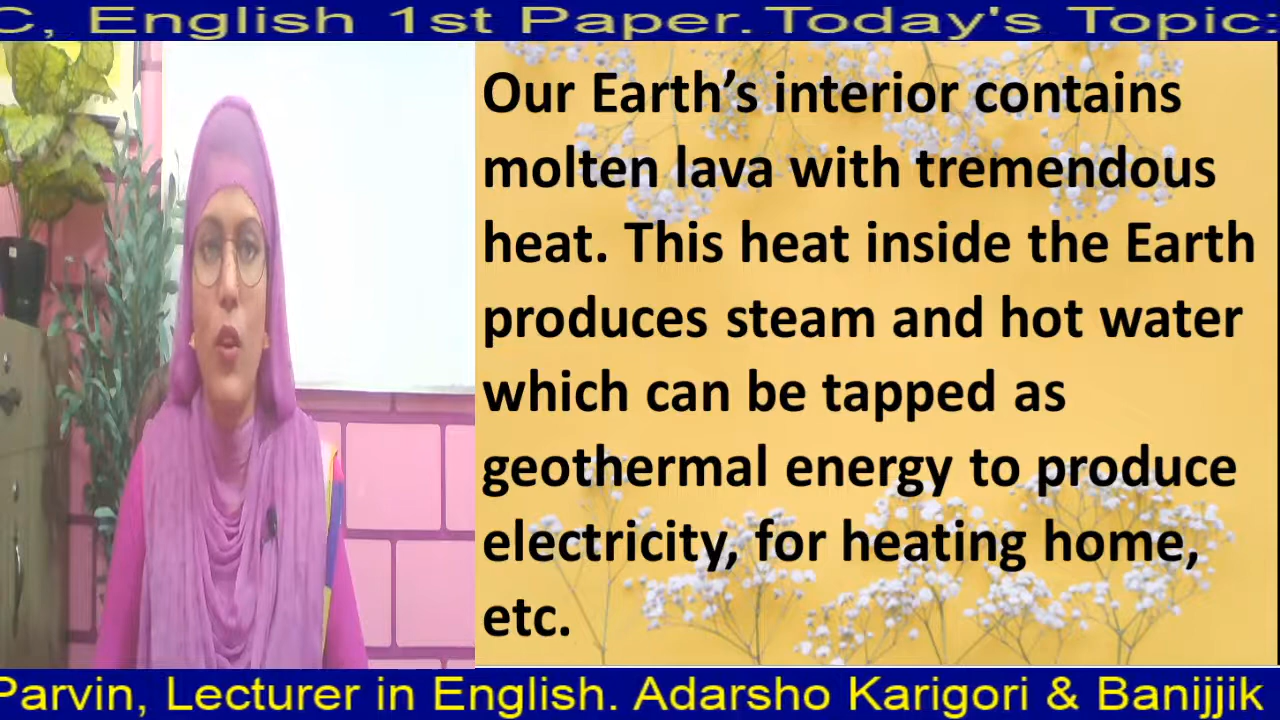 C, English 1st Paper. Today's Topic:
Our Earth’s interior contains
molten lava with tremendous
heat. This heat inside the Earth
produces steam and hot water
which can be tapped as
geothermal energy to produce
electricity, for heating home,
etc.
Parvin, Lecturer in English. Adarsho Karigori & Banijjik